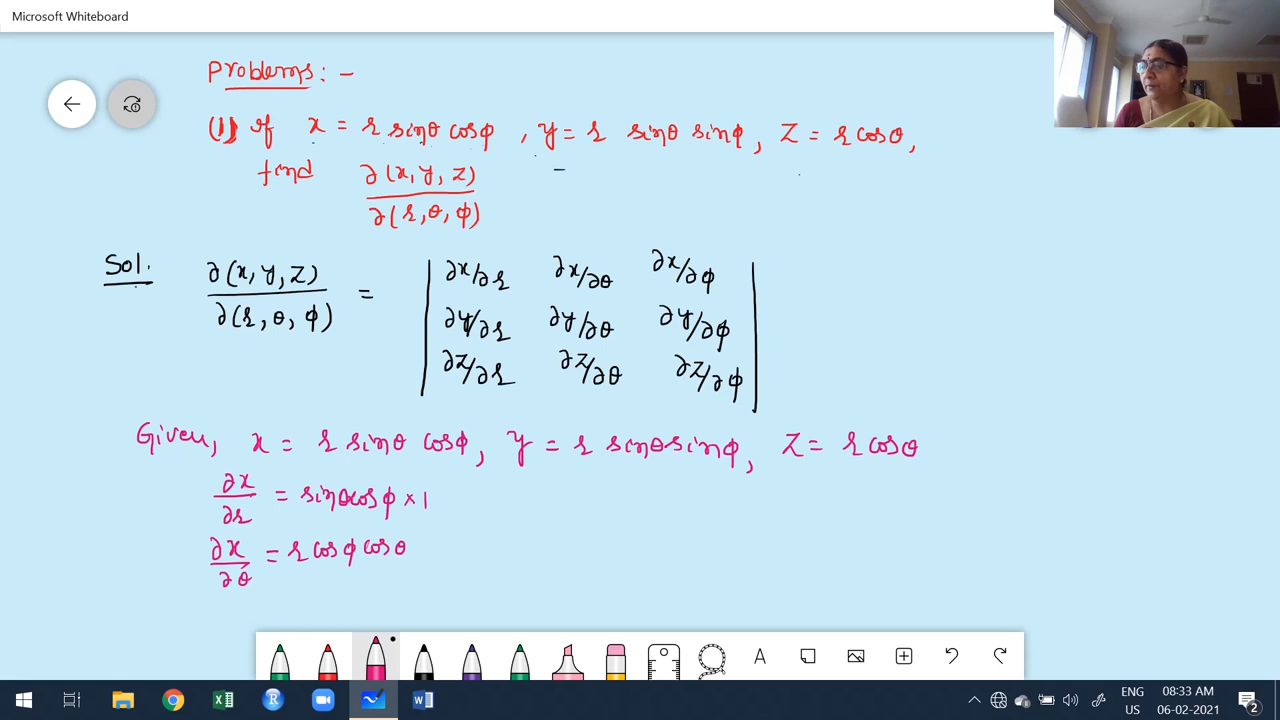 Microsoft Whiteboard
Problems: -
(1) If x = r sinθ cosφ, y = r sinθ sinφ, z = r cosθ,
find ∂(x, y, z)/∂(r, θ, φ)
Sol. ∂(x, y, z)/∂(r, θ, φ) = | ∂x/∂r ∂x/∂θ ∂x/∂φ |
| ∂y/∂r ∂y/∂θ ∂y/∂φ |
| ∂z/∂r ∂z/∂θ ∂z/∂φ |
Given, x = r sinθ cosφ, y = r sinθ sinφ, z = r cosθ
∂x/∂r = sinθ cosφ × 1
∂x/∂θ = r cosφ cosθ
A
ENG 08:33 AM
US 06-02-2021
2